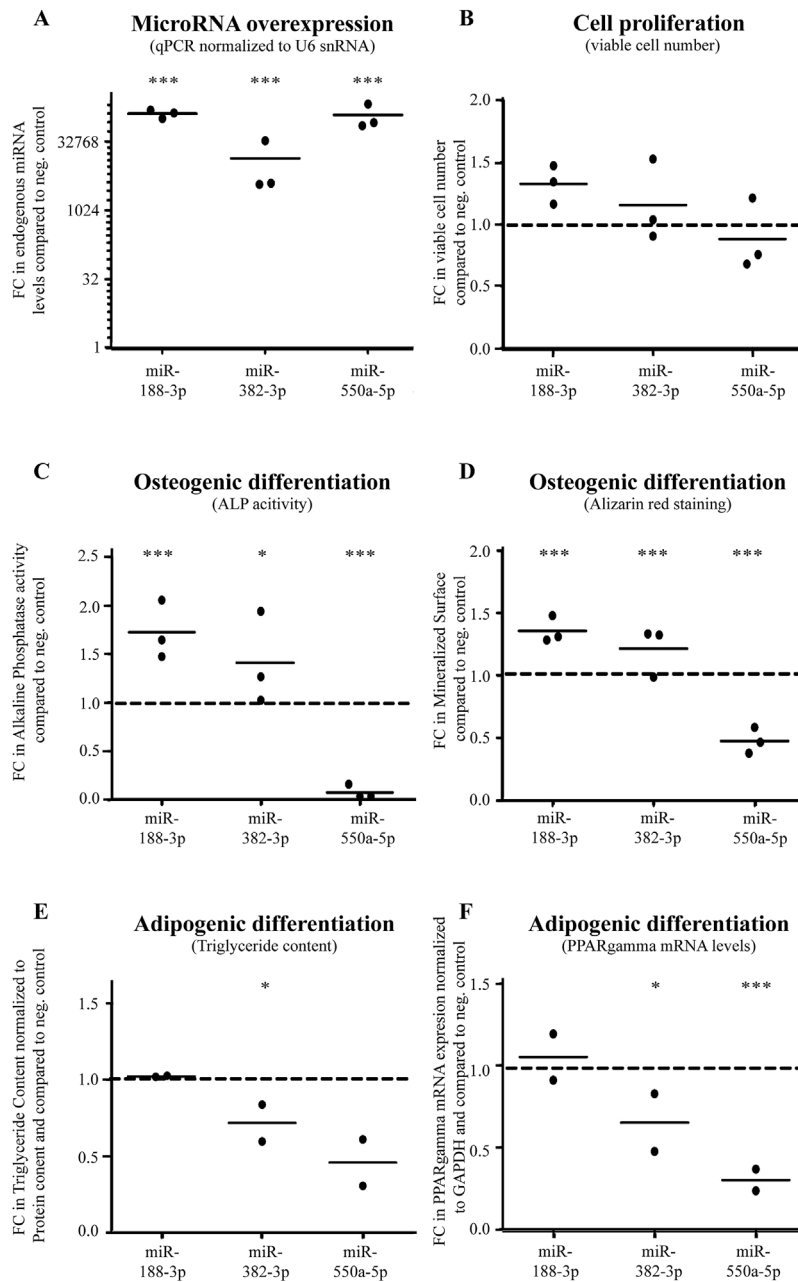 A
MicroRNA overexpression
(qPCR normalized to U6 snRNA)
*** *** ***
FC in endogenous miRNA
levels compared to neg. control
32768
1024
32
1
miR-
188-3p
miR-
382-3p
miR-
550a-5p
B
Cell proliferation
(viable cell number)
FC in viable cell number
compared to neg. control
2.0
1.5
1.0
0.5
0.0
miR-
188-3p
miR-
382-3p
miR-
550a-5p
C
Osteogenic differentiation
(ALP acitivity)
*** * ***
FC in Alkaline Phosphatase activity
compared to neg. control
2.5
2.0
1.5
1.0
0.5
0.0
miR-
188-3p
miR-
382-3p
miR-
550a-5p
D
Osteogenic differentiation
(Alizarin red staining)
*** *** ***
FC in Mineralized Surface
compared to neg. control
2.0
1.5
1.0
0.5
0.0
miR-
188-3p
miR-
382-3p
miR-
550a-5p
E
Adipogenic differentiation
(Triglyceride content)
*
FC in Triglyceride Content normalized to
Protein conent and compared to neg. control
1.5
1.0
0.5
0.0
miR-
188-3p
miR-
382-3p
miR-
550a-5p
F
Adipogenic differentiation
(PPARgamma mRNA levels)
* ***
FC in PPARgamma mRNA expresion normalized
to GAPDH and compared to neg. control
1.5
1.0
0.5
0.0
miR-
188-3p
miR-
382-3p
miR-
550a-5p